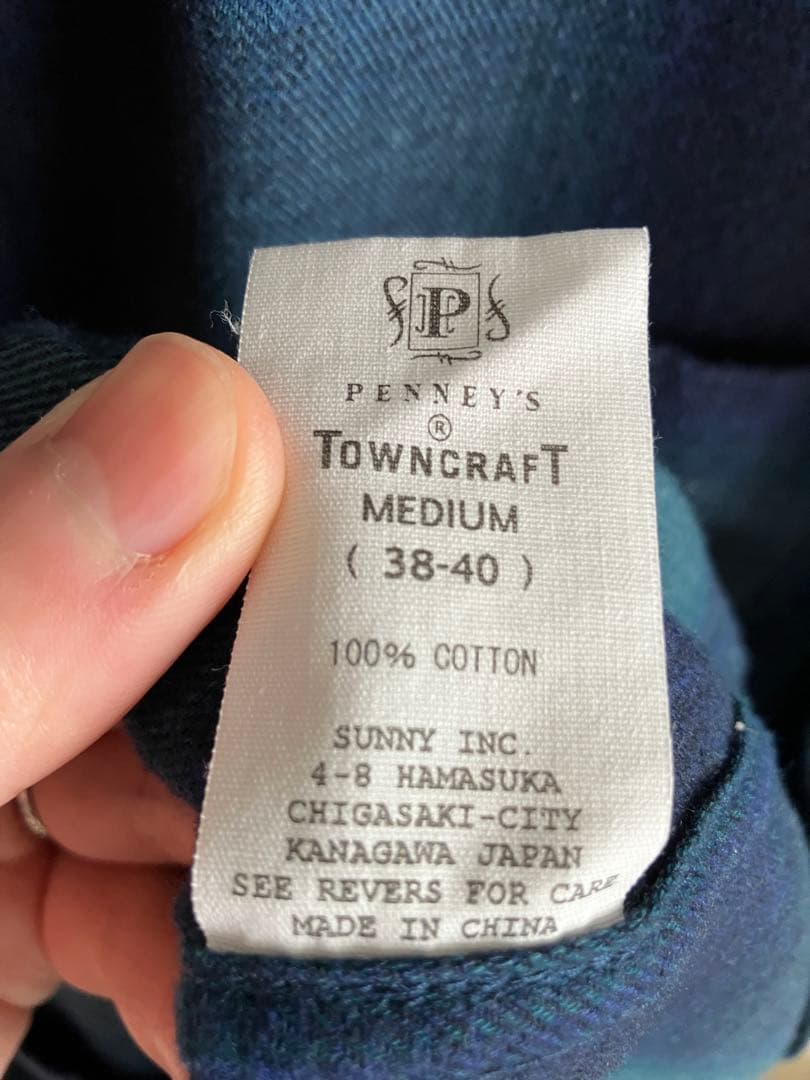 P
PENNEY'S
®
TOWNCRAFT
MEDIUM
( 38-40 )
100% COTTON
SUNNY INC.
4-8 HAMASUKA
CHIGASAKI-CITY
KANAGAWA JAPAN
SEE REVERS FOR CARE
MADE IN CHINA